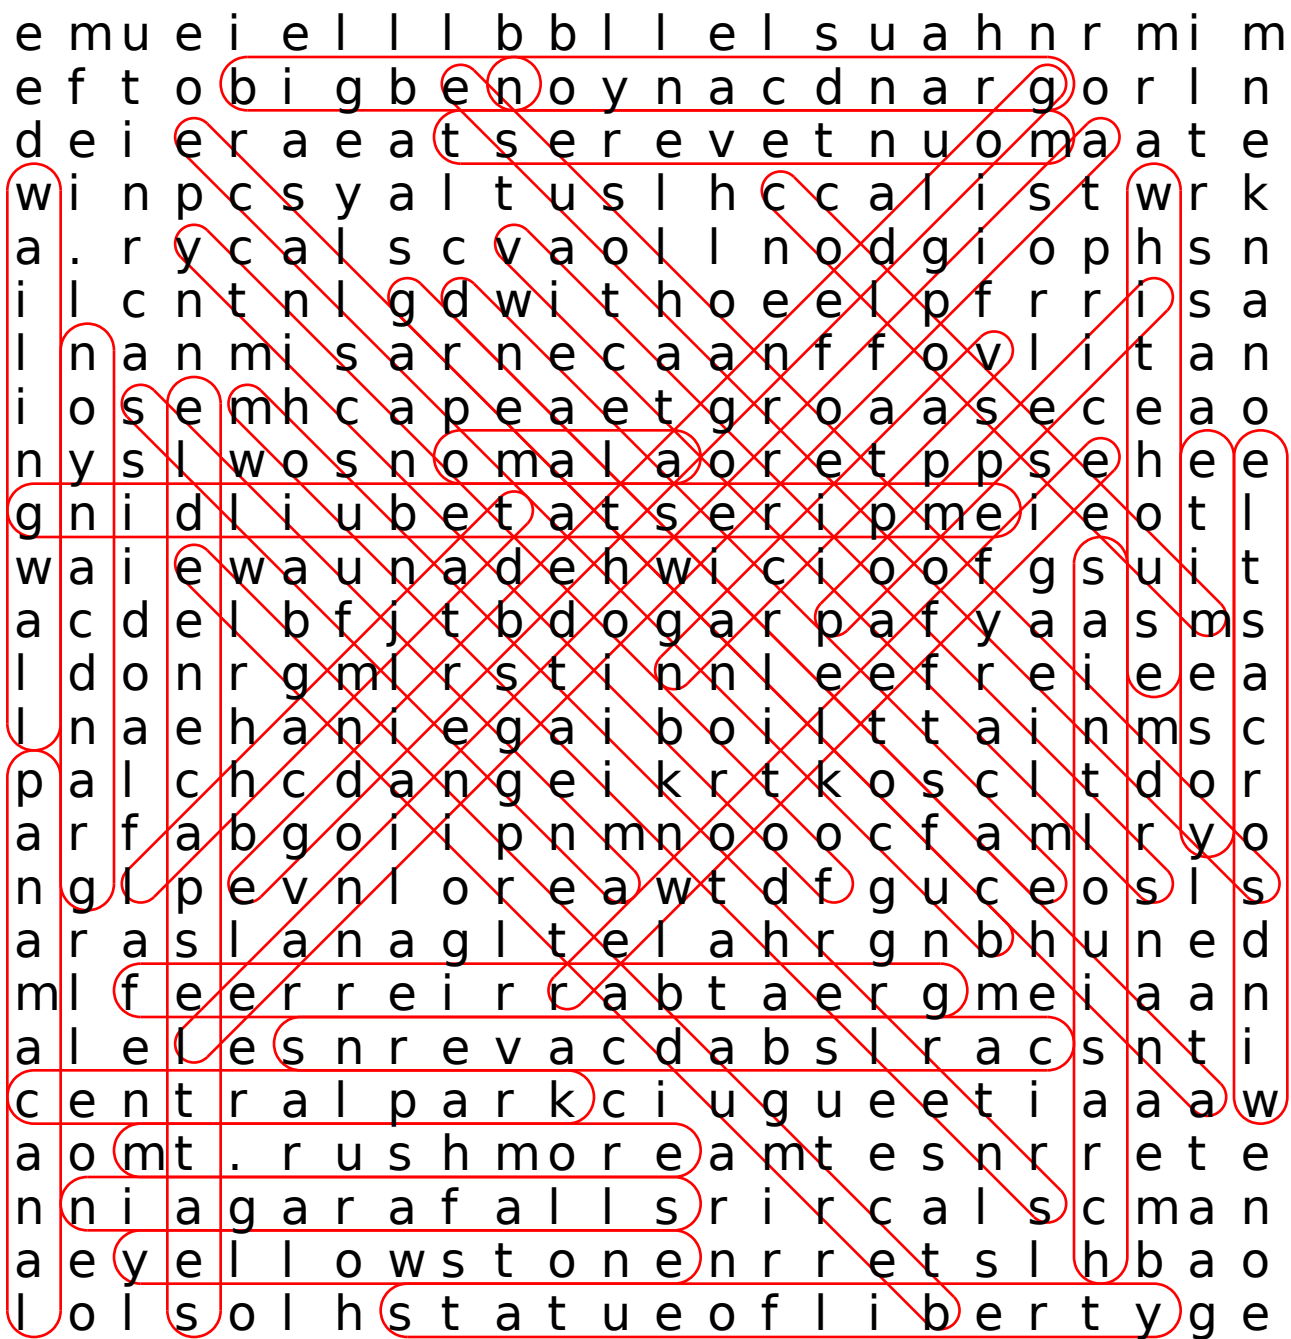 e m u e i e l l l b b l l e l s u a h n r m i m
e f t o b i g b e n o y n a c d n a r g o r l n
d e i e r a e a t s e r e v e t n u o m a a t e
w i n p c s y a l t u s l h c c a l i s t w r k
a . r y c a l s c v a o l l n o d g i o p h s n
i l c n t n l g d w i t h o e e l p f r r i s a
l n a n m i s a r n e c a a n f f o v l i t a n
i o s e m h c a p e a e t g r o a a s e c e a o
n y s l w o s n o m a l a o r e t p p s e h e e
g n i d l i u b e t a t s e r i p m e i e o t l
w a i e w a u n a d e h w i c i o o f g s u i t
a c d e l b f j t b d o g a r p a f y a a s m s
l d o n r g m l r s t i n n l e e f r e i e e a
l n a e h a n i e g a i b o i l t t a i n m s c
p a l c h c d a n g e i k r t k o s c l t d o r
a r f a b g o i i p n m n o o o c f a m l r y o
n g l p e v n l o r e a w t d f g u c e o s l s
a r a s l a n a g l t e l a h r g n b h u n e d
m l f e e r r e i r r a b t a e r g m e i a a n
a l e l e s n r e v a c d a b s l r a c s n t i
c e n t r a l p a r k c i u g u e e t i a a a w
a o m t . r u s h m o r e a m t e s n r r e t e
n n i a g a r a f a l l s r i r c a l s c m a n
a e y e l l o w s t o n e n r r e t s l h b a o
l o l s o l h s t a t u e o f l i b e r t y g e